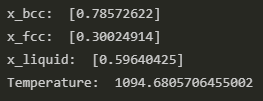 x_bcc:  [0.78572622]
x_fcc:  [0.30024914]
x_liquid:  [0.59640425]
Temperature:  1094.6805706455002